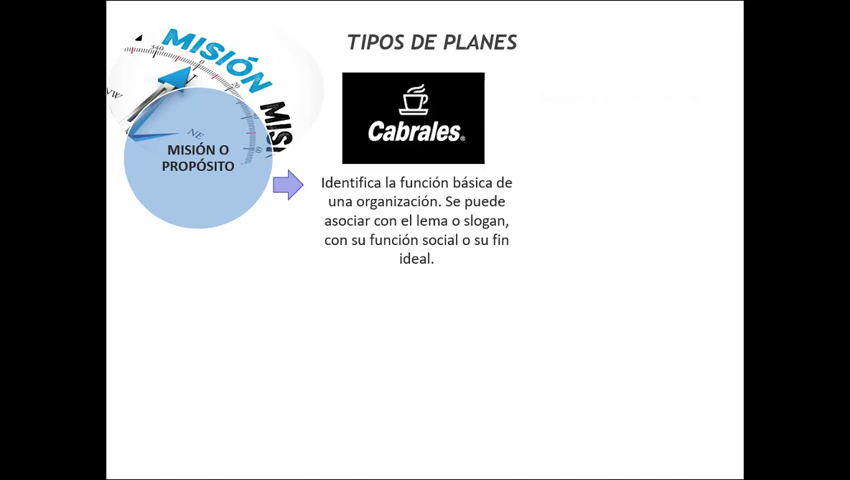 TIPOS DE PLANES
MISIÓN
MIS
NE
MISIÓN O
PROPÓSITO
Cabrales®
Identifica la función básica de
una organización. Se puede
asociar con el lema o slogan,
con su función social o su fin
ideal.